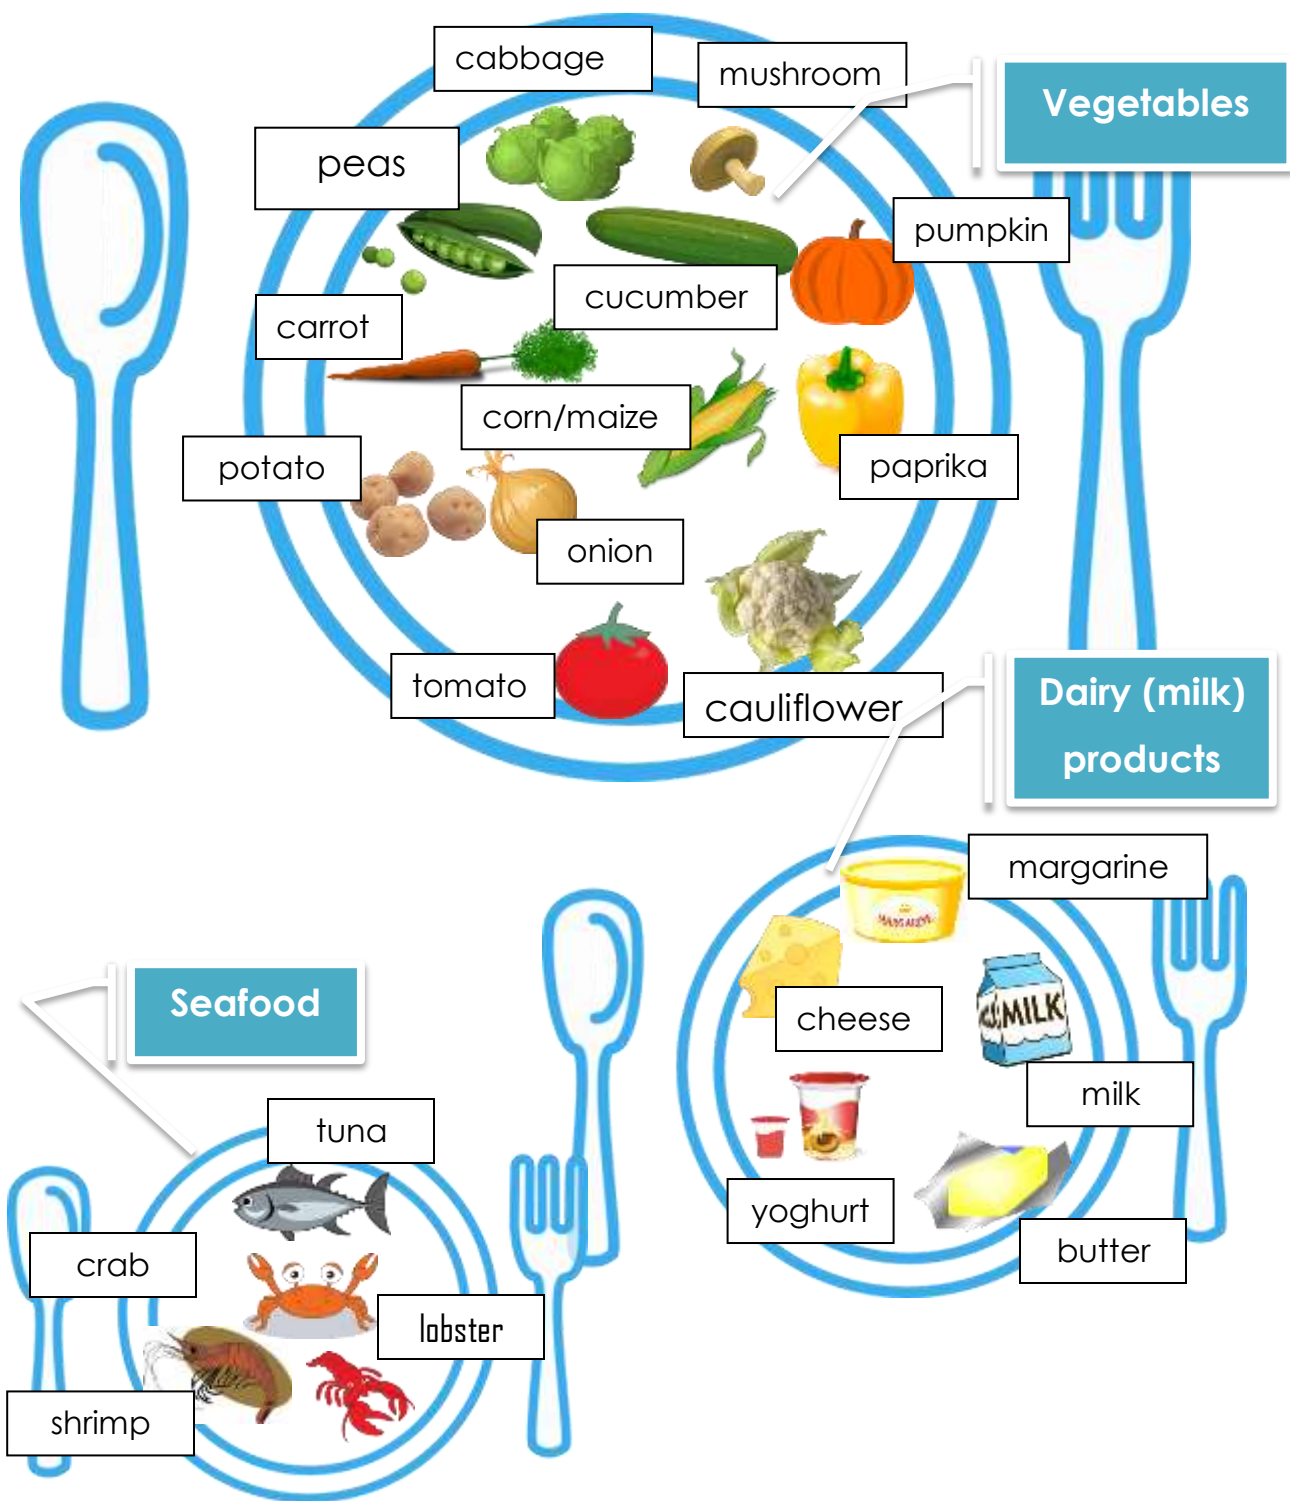 cabbage
mushroom
Vegetables
peas
pumpkin
cucumber
carrot
corn/maize
potato
paprika
onion
tomato
cauliflower
Dairy (milk)
products
margarine
MARGARINE
Seafood
cheese
MILK
milk
tuna
yoghurt
butter
crab
lobster
shrimp